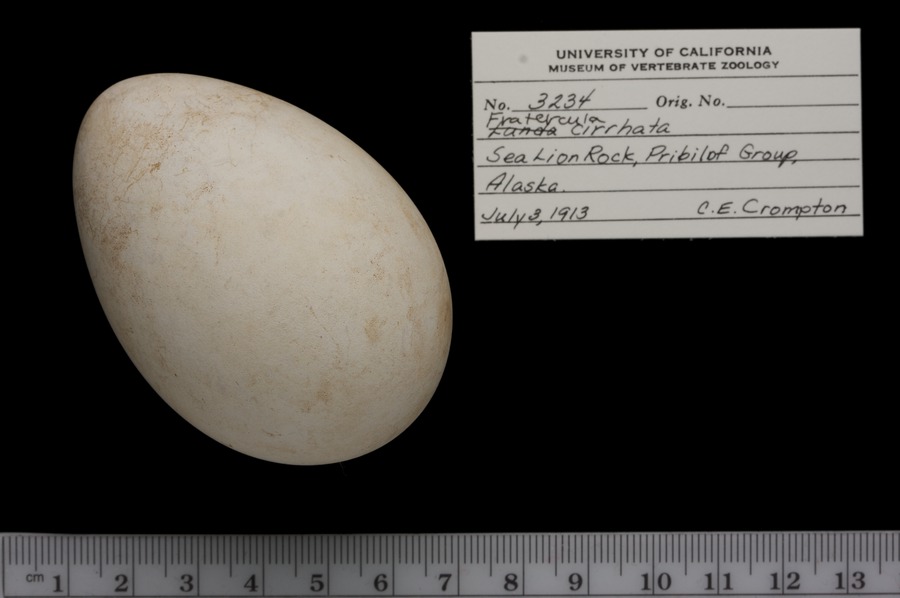 UNIVERSITY OF CALIFORNIA
MUSEUM OF VERTEBRATE ZOOLOGY
No. 3234 Orig. No.
Fratercula
Lunda cirrhata
Sea Lion Rock, Pribilof Group,
Alaska.
July 3, 1913 C.E. Crompton
cm 1 2 3 4 5 6 7 8 9 10 11 12 13